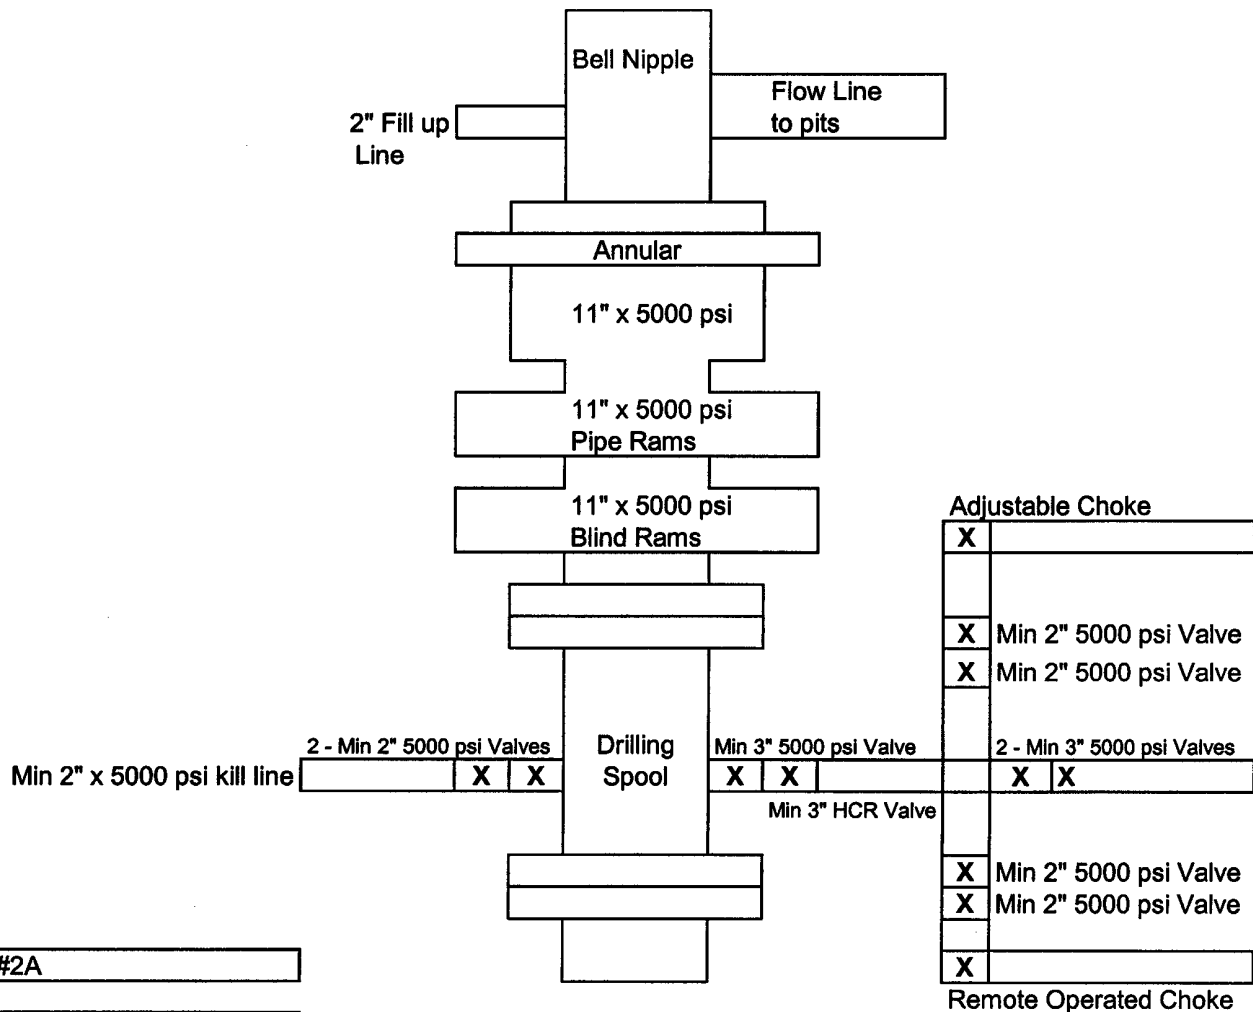 Bell Nipple
Flow Line
to pits
2" Fill up
Line
Annular
11" x 5000 psi
11" x 5000 psi
Pipe Rams
11" x 5000 psi
Blind Rams
Adjustable Choke
X
X Min 2" 5000 psi Valve
X Min 2" 5000 psi Valve
2 - Min 2" 5000 psi Valves
Drilling
Spool
Min 3" 5000 psi Valve
2 - Min 3" 5000 psi Valves
Min 2" x 5000 psi kill line
X X
X X
X X
Min 3" HCR Valve
X Min 2" 5000 psi Valve
X Min 2" 5000 psi Valve
#2A
X
Remote Operated Choke